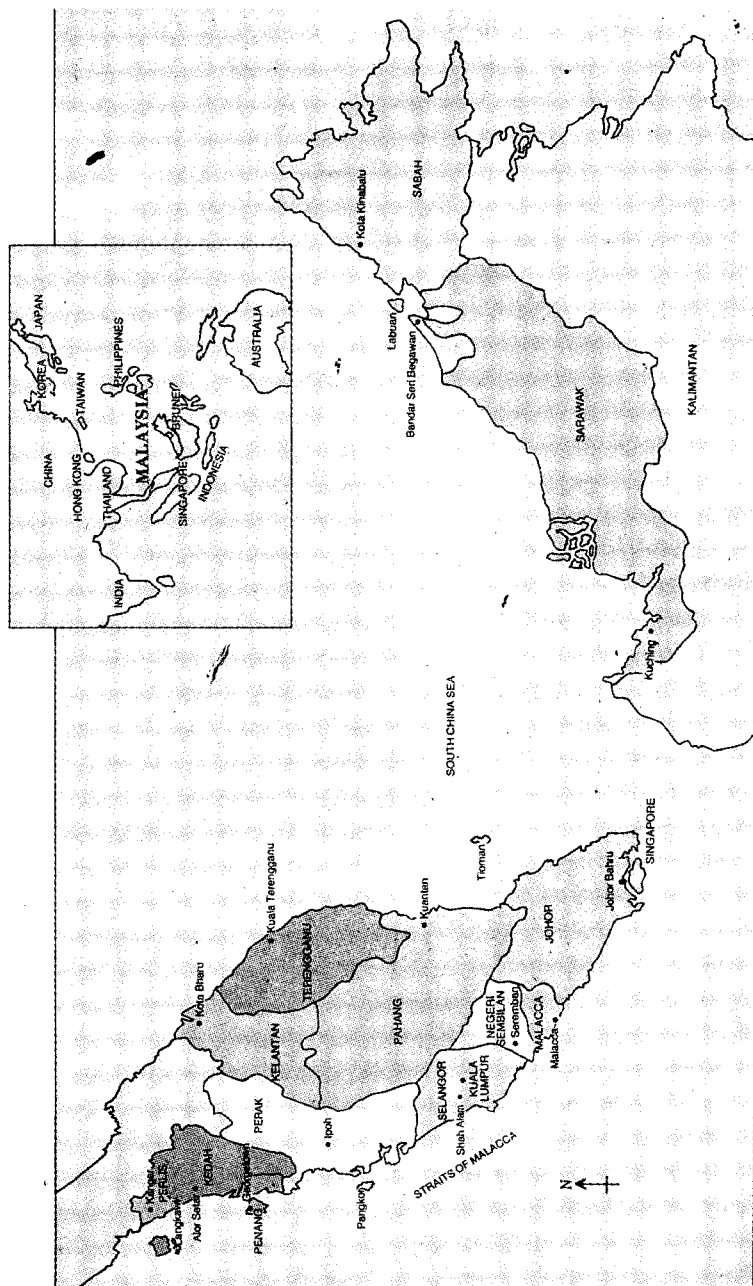 CHINA
KOREA
JAPAN
HONG KONG
TAIWAN
INDIA
THAILAND
PHILIPPINES
MALAYSIA
SINGAPORE
BRUNEI
INDONESIA
AUSTRALIA
Kangar
PERLIS
Langkawi
Alor Setar
KEDAH
Georgetown
PENANG
PERAK
Ipoh
Pangkor
Kota Bharu
KELANTAN
Kuala Terengganu
TERENGGANU
PAHANG
Kuantan
SELANGOR
Shah Alam
KUALA
LUMPUR
STRAITS OF MALACCA
NEGERI
SEMBILAN
Seremban
MALACCA
Malacca
Tioman
JOHOR
Johor Bahru
SINGAPORE
N
SOUTH CHINA SEA
Kota Kinabalu
SABAH
Labuan
Bandar Seri Begawan
SARAWAK
Kuching
KALIMANTAN